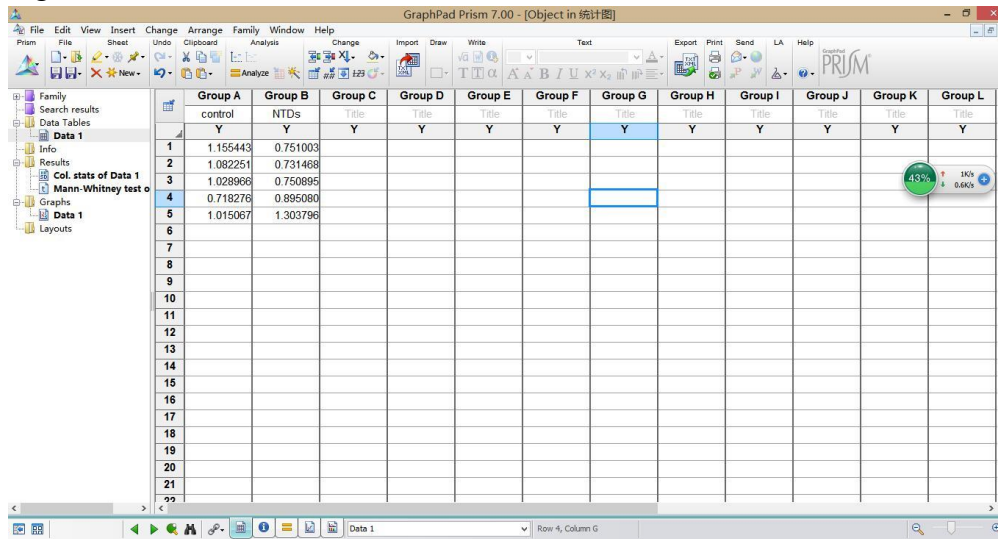 GraphPad Prism 7.00 - [Object in 统计图]
File Edit View Insert Change Arrange Family Window Help
Prism File Sheet Undo Clipboard Analysis Change Import Draw Write Text Export Print Send LA Help
New
Analyze
GraphPad
PRISM
Family
Search results
Data Tables
Data 1
Info
Results
Col. stats of Data 1
Mann-Whitney test o
Graphs
Data 1
Layouts
Group A Group B Group C Group D Group E Group F Group G Group H Group I Group J Group K Group L
control NTDs Title Title Title Title Title Title Title Title Title Title
Y Y Y Y Y Y Y Y Y Y Y Y
1 1.155443 0.751003
2 1.082251 0.731468
3 1.028966 0.750895
4 0.718276 0.895080
5 1.015067 1.303796
6
7
8
9
10
11
12
13
14
15
16
17
18
19
20
21
22
43% 1K/s
0.6K/s
Data 1 Row 4, Column G